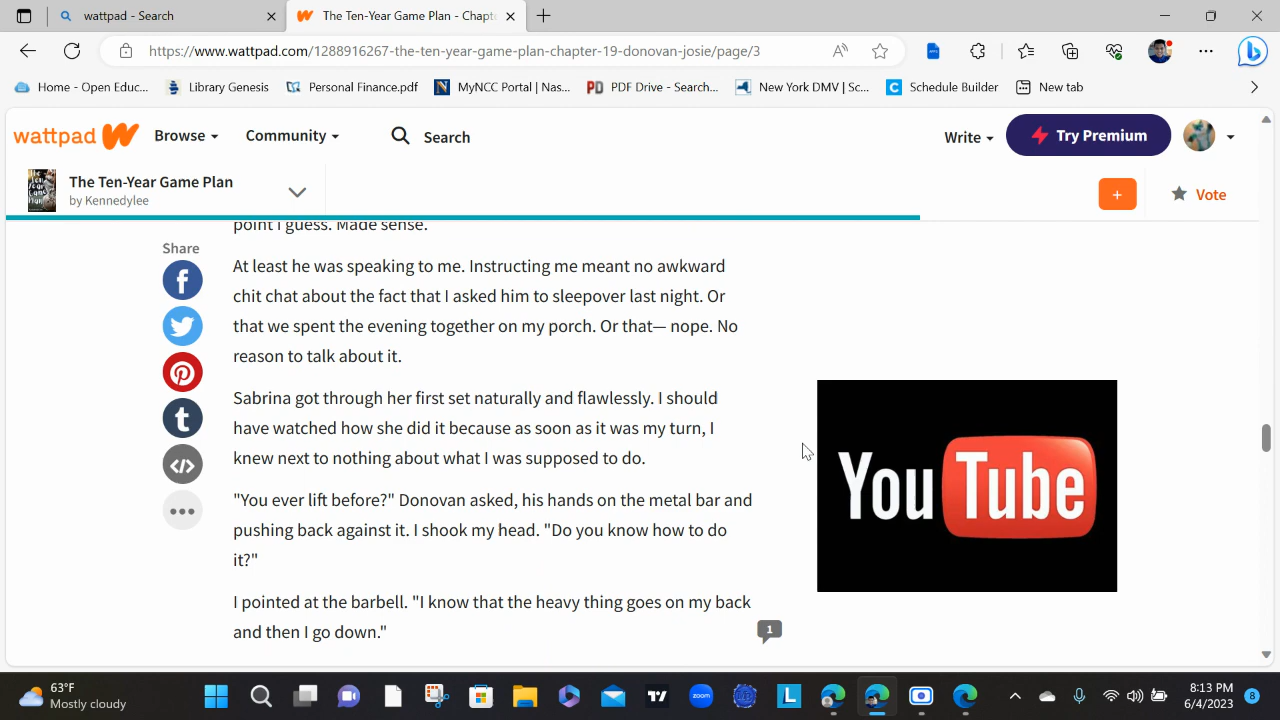 wattpad - Search
The Ten-Year Game Plan - Chapt
https://www.wattpad.com/1288916267-the-ten-year-game-plan-chapter-19-donovan-josie/page/3
Home - Open Educ...
Library Genesis
Personal Finance.pdf
MyNCC Portal | Nas...
PDF Drive - Search...
New York DMV | Sc...
Schedule Builder
New tab
wattpad
Browse
Community
Search
Write
Try Premium
The Ten-Year Game Plan
by Kennedylee
Vote
Share
point I guess. Made sense.
At least he was speaking to me. Instructing me meant no awkward
chit chat about the fact that I asked him to sleepover last night. Or
that we spent the evening together on my porch. Or that— nope. No
reason to talk about it.
Sabrina got through her first set naturally and flawlessly. I should
have watched how she did it because as soon as it was my turn, I
knew next to nothing about what I was supposed to do.
"You ever lift before?" Donovan asked, his hands on the metal bar and
pushing back against it. I shook my head. "Do you know how to do
it?"
I pointed at the barbell. "I know that the heavy thing goes on my back
and then I go down."
1
YouTube
63°F
Mostly cloudy
zoom
8:13 PM
6/4/2023
8